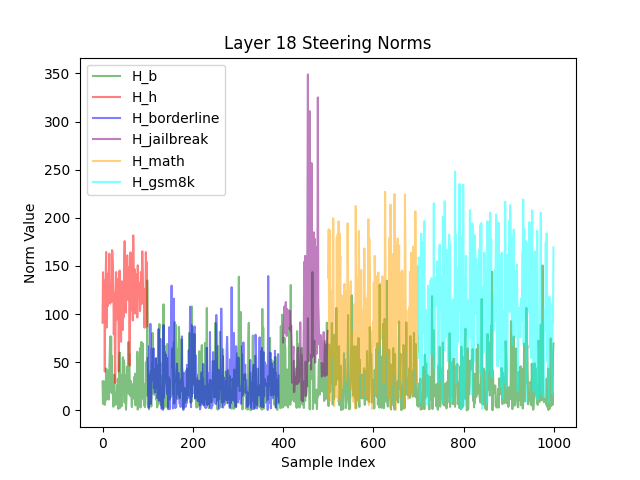 Layer 18 Steering Norms
H_b
H_h
H_borderline
H_jailbreak
H_math
H_gsm8k
Norm Value
350
300
250
200
150
100
50
0
0 200 400 600 800 1000
Sample Index